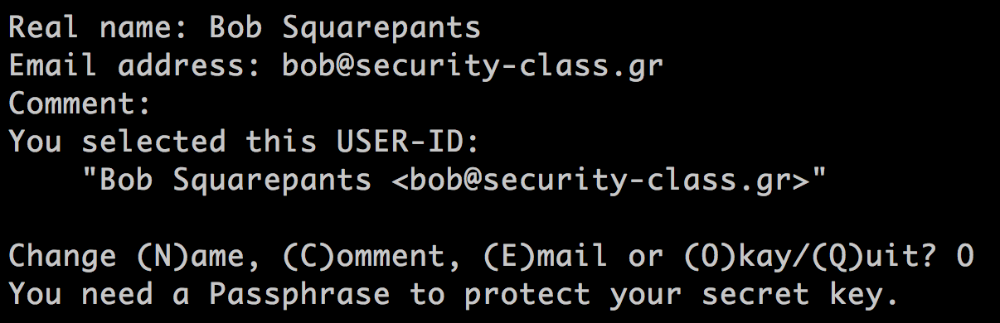 Real name: Bob Squarepants
Email address: bob@security-class.gr
Comment:
You selected this USER-ID:
    "Bob Squarepants <bob@security-class.gr>"

Change (N)ame, (C)omment, (E)mail or (O)kay/(Q)uit? O
You need a Passphrase to protect your secret key.